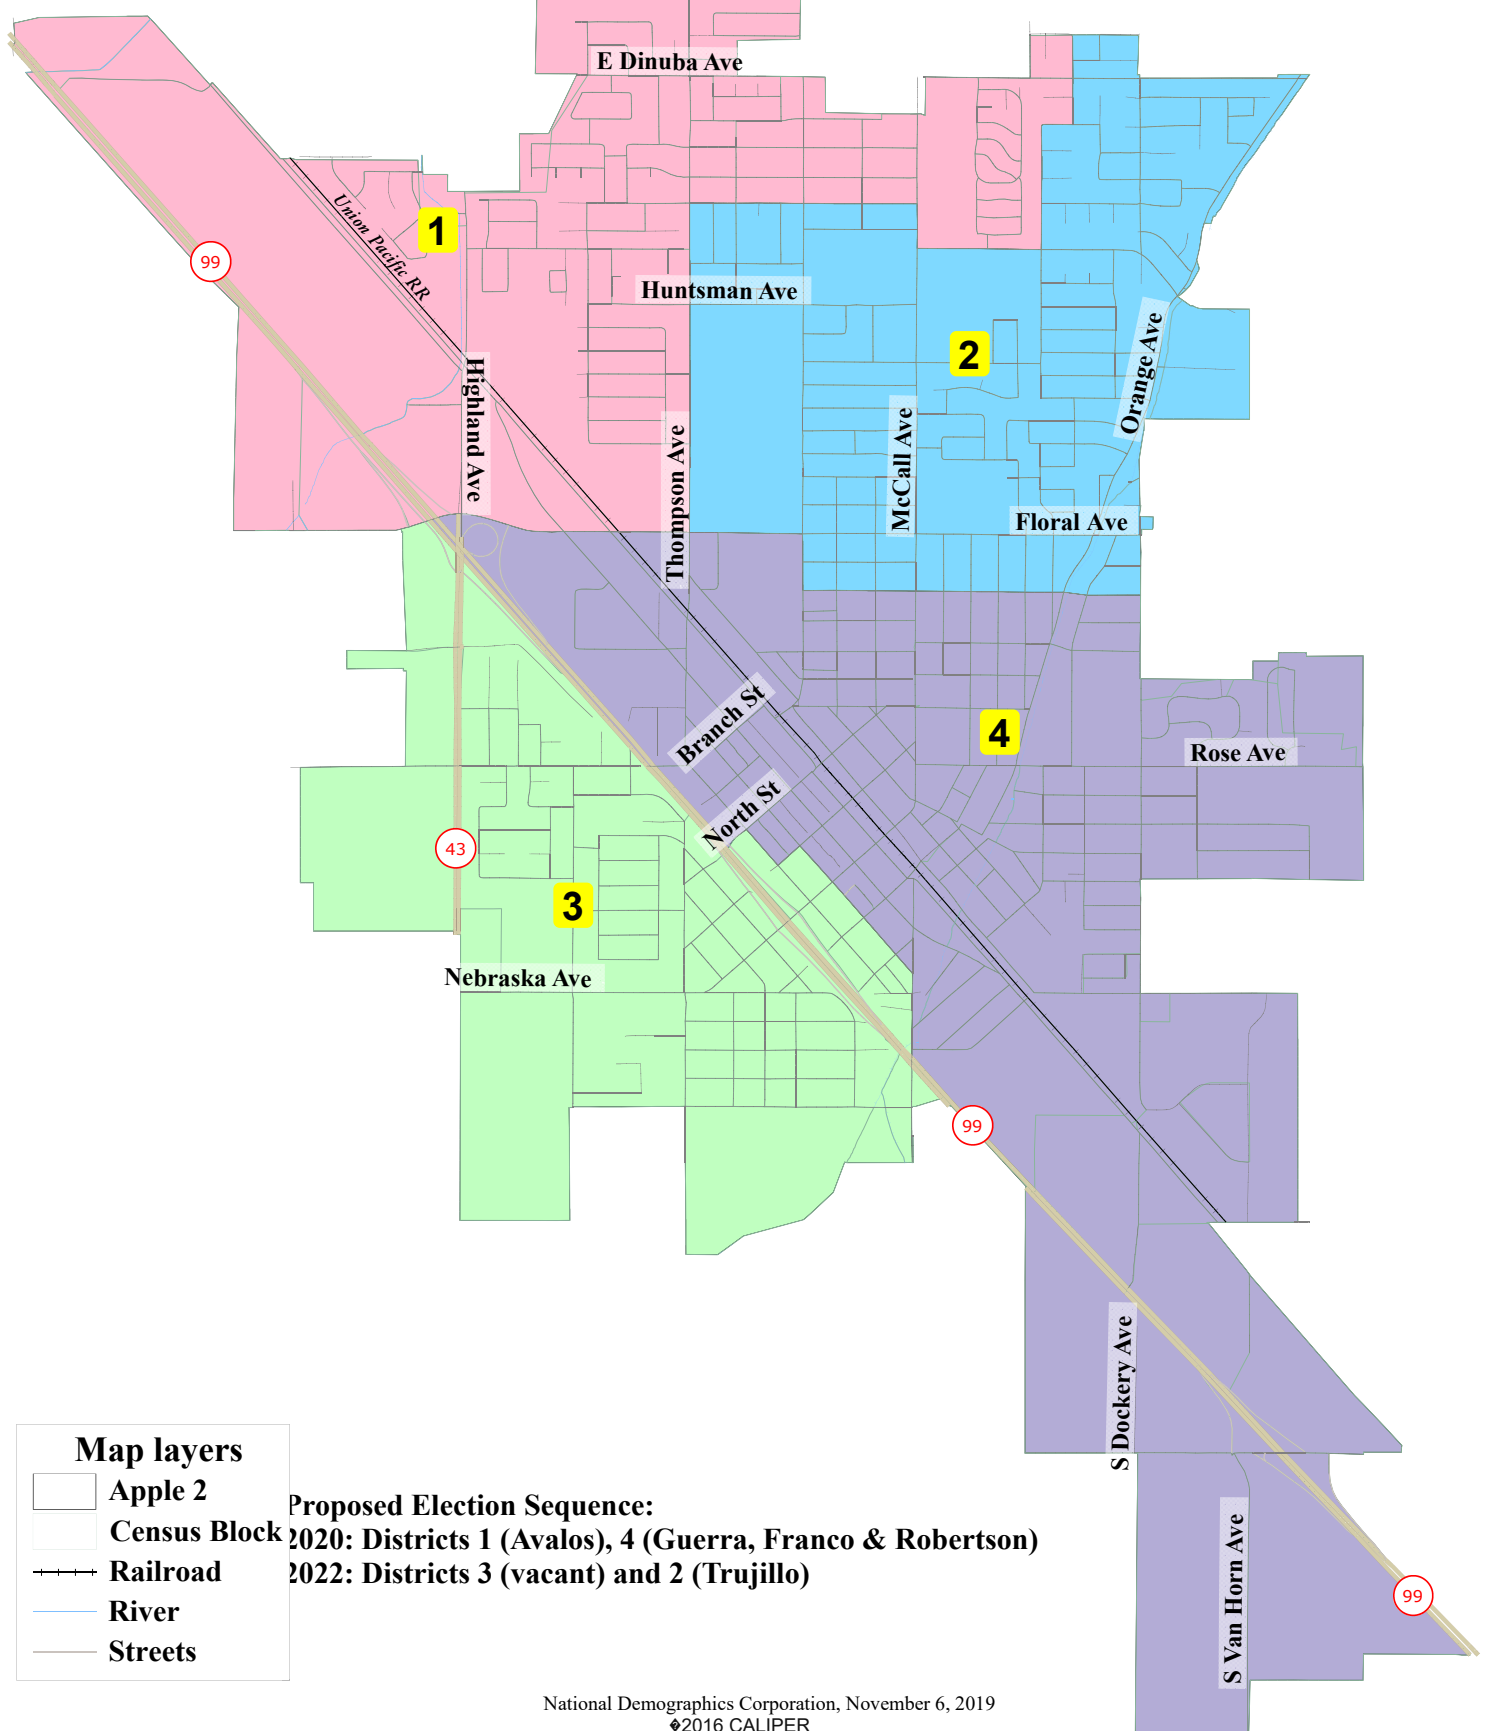 E Dinuba Ave
1
Union Pacific RR
99
Huntsman Ave
2
Orange Ave
Highland Ave
Thompson Ave
McCall Ave
Floral Ave
Branch St
4
Rose Ave
North St
43
3
Nebraska Ave
99
S Dockery Ave
Map layers
Apple 2
Census Block
Railroad
River
Streets
Proposed Election Sequence:
2020: Districts 1 (Avalos), 4 (Guerra, Franco & Robertson)
2022: Districts 3 (vacant) and 2 (Trujillo)
S Van Horn Ave
99
National Demographics Corporation, November 6, 2019
�2016 CALIPER